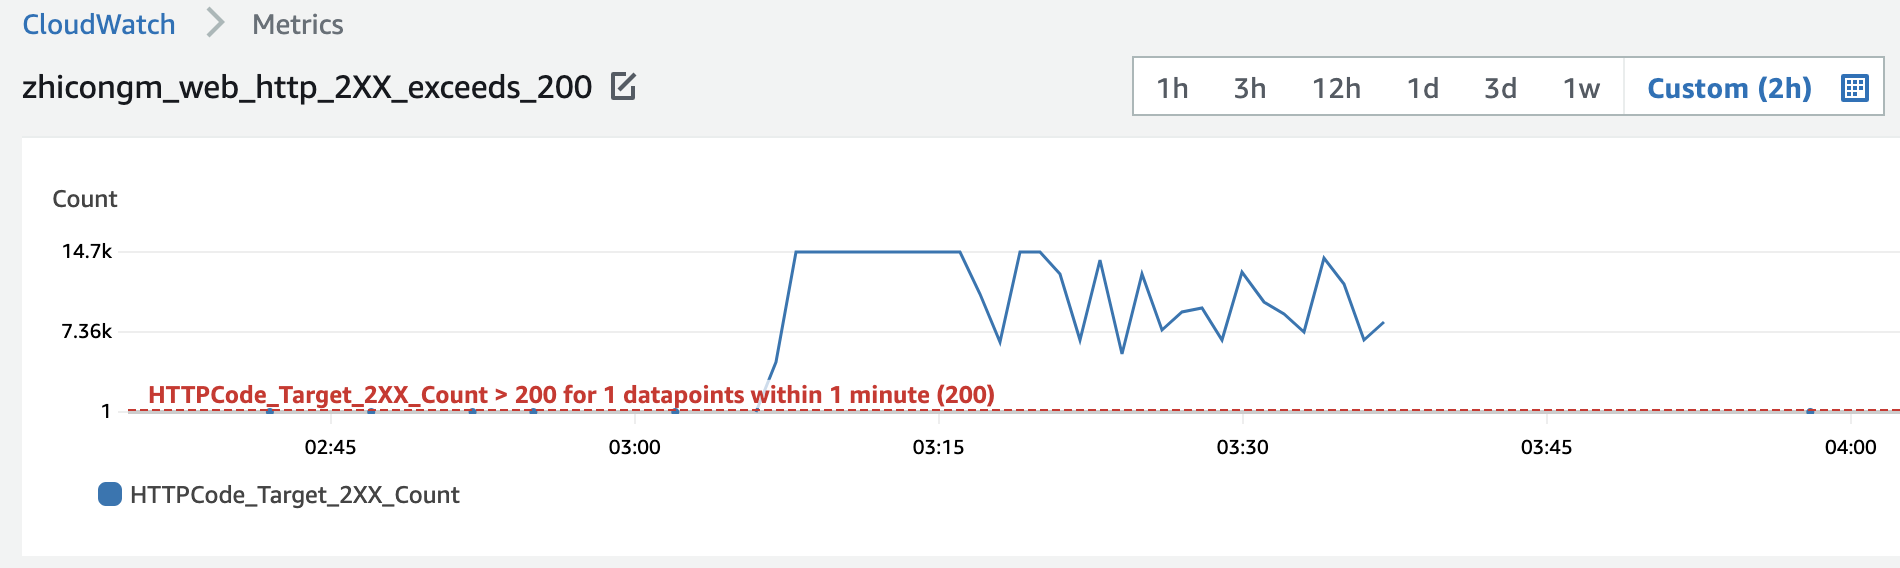 CloudWatch > Metrics
zhicongm_web_http_2XX_exceeds_200
1h 3h 12h 1d 3d 1w Custom (2h)
Count
14.7k
7.36k
HTTPCode_Target_2XX_Count > 200 for 1 datapoints within 1 minute (200)
1
02:45 03:00 03:15 03:30 03:45 04:00
HTTPCode_Target_2XX_Count